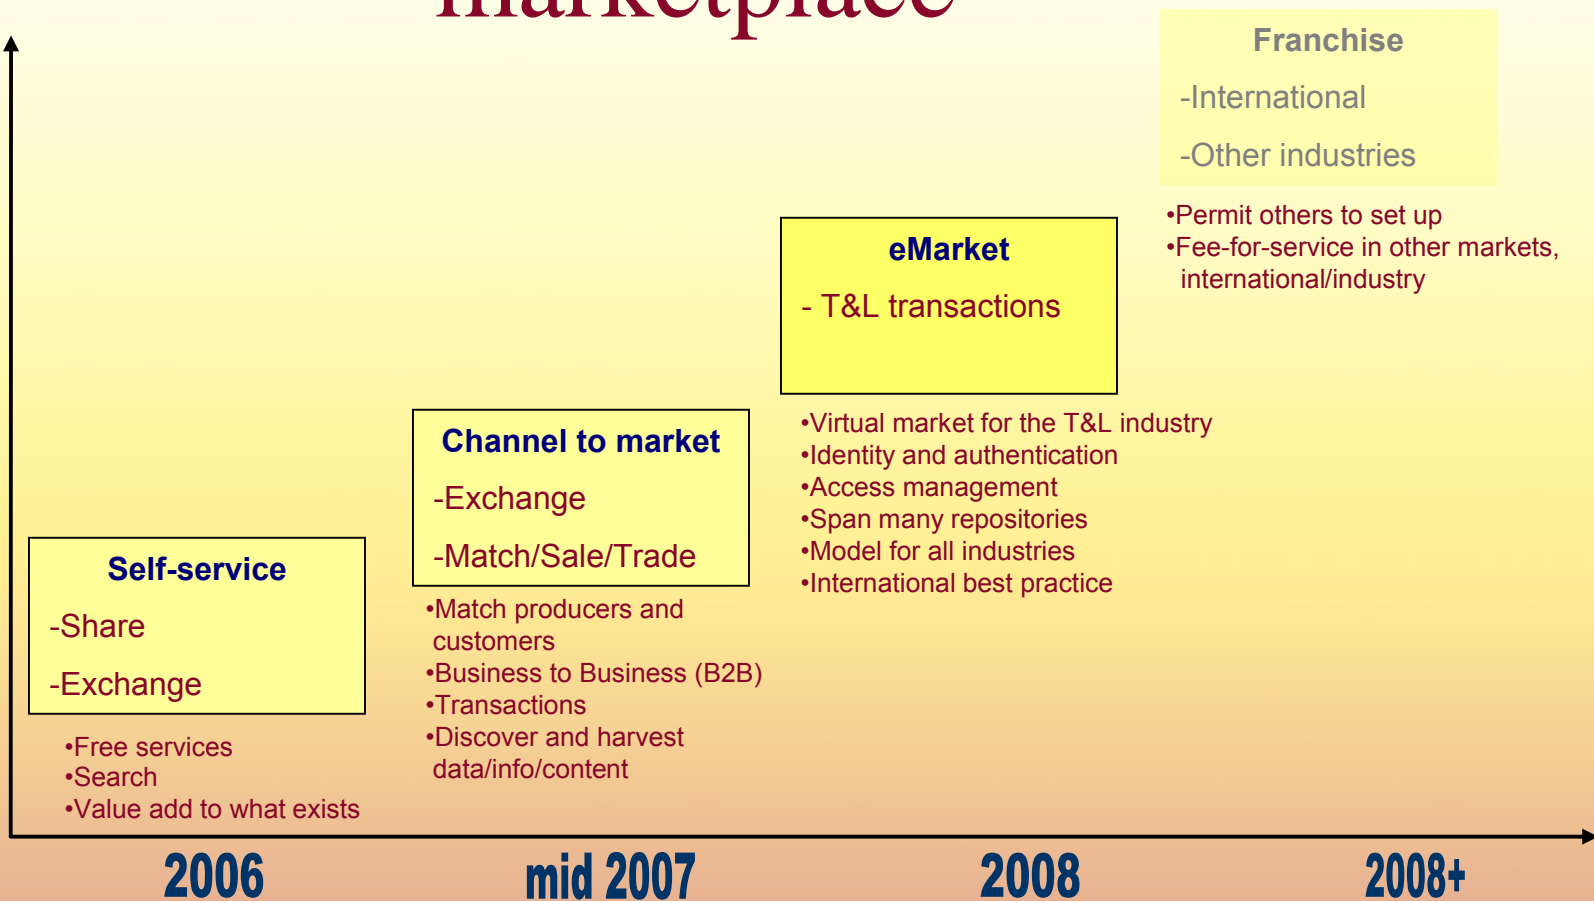 marketplace
Franchise
-International
-Other industries
•Permit others to set up
•Fee-for-service in other markets,
international/industry
eMarket
- T&L transactions
•Virtual market for the T&L industry
•Identity and authentication
•Access management
•Span many repositories
•Model for all industries
•International best practice
Channel to market
-Exchange
-Match/Sale/Trade
•Match producers and
customers
•Business to Business (B2B)
•Transactions
•Discover and harvest
data/info/content
Self-service
-Share
-Exchange
•Free services
•Search
•Value add to what exists
2006
mid 2007
2008
2008+